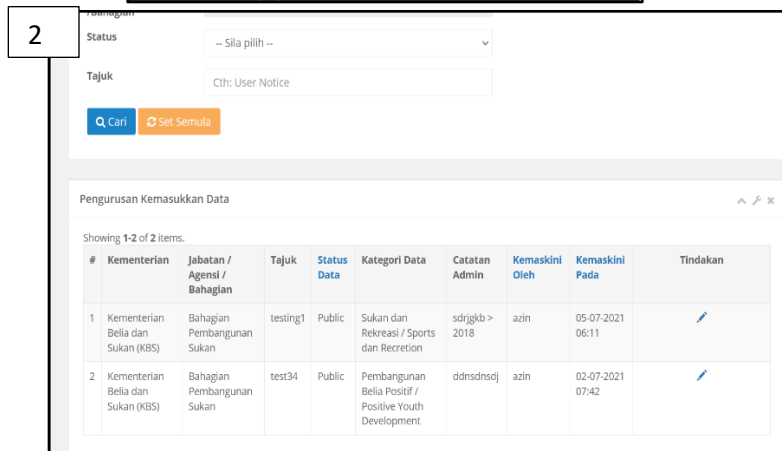 /Bahagian
2
Status
-- Sila pilih --
Tajuk
Cth: User Notice
Cari
Set Semula
Pengurusan Kemasukkan Data
Showing 1-2 of 2 items.
# Kementerian Jabatan / Agensi / Bahagian Tajuk Status Data Kategori Data Catatan Admin Kemaskini Oleh Kemaskini Pada Tindakan
1 Kementerian Belia dan Sukan (KBS) Bahagian Pembangunan Sukan testing1 Public Sukan dan Rekreasi / Sports dan Recretion sdrjgkb > 2018 azin 05-07-2021 06:11
2 Kementerian Belia dan Sukan (KBS) Bahagian Pembangunan Sukan test34 Public Pembangunan Belia Positif / Positive Youth Development ddnsdnsdj azin 02-07-2021 07:42